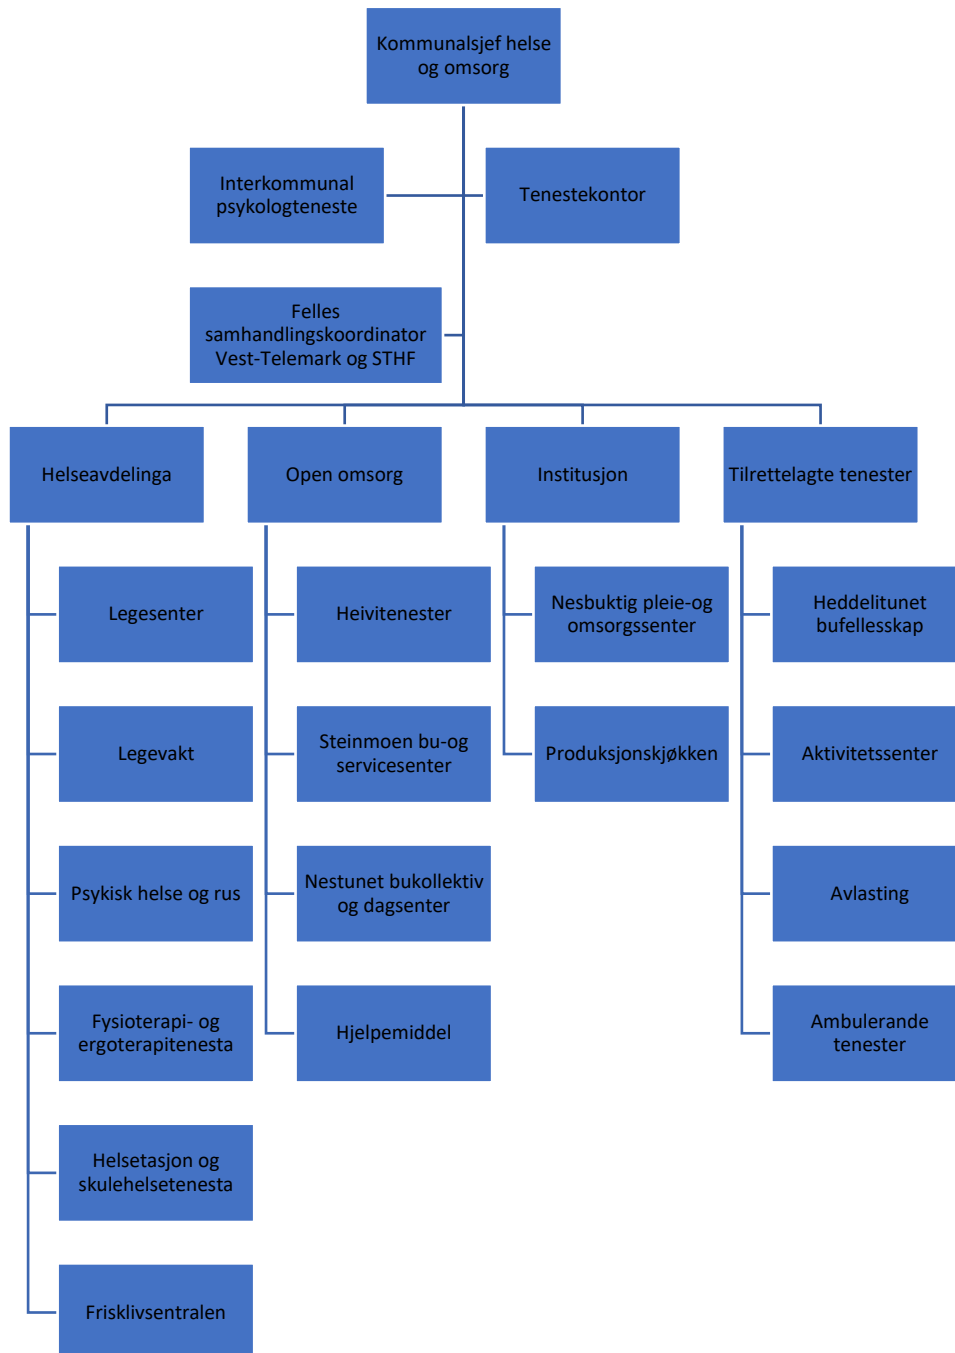 Kommunalsjef helse
og omsorg
Interkommunal
psykologteneste
Tenestekontor
Felles
samhandlingskoordinator
Vest-Telemark og STHF
Helseavdelinga
Open omsorg
Institusjon
Tilrettelagte tenester
Legesenter
Legevakt
Psykisk helse og rus
Fysioterapi- og
ergoterapitenesta
Helsetasjon og
skulehelsetenesta
Frisklivsentralen
Heivitenester
Steinmoen bu-og
servicesenter
Nestunet bukollektiv
og dagsenter
Hjelpemiddel
Nesbuktig pleie-og
omsorgssenter
Produksjonskjøkken
Heddelitunet
bufellesskap
Aktivitetssenter
Avlasting
Ambulerande
tenester